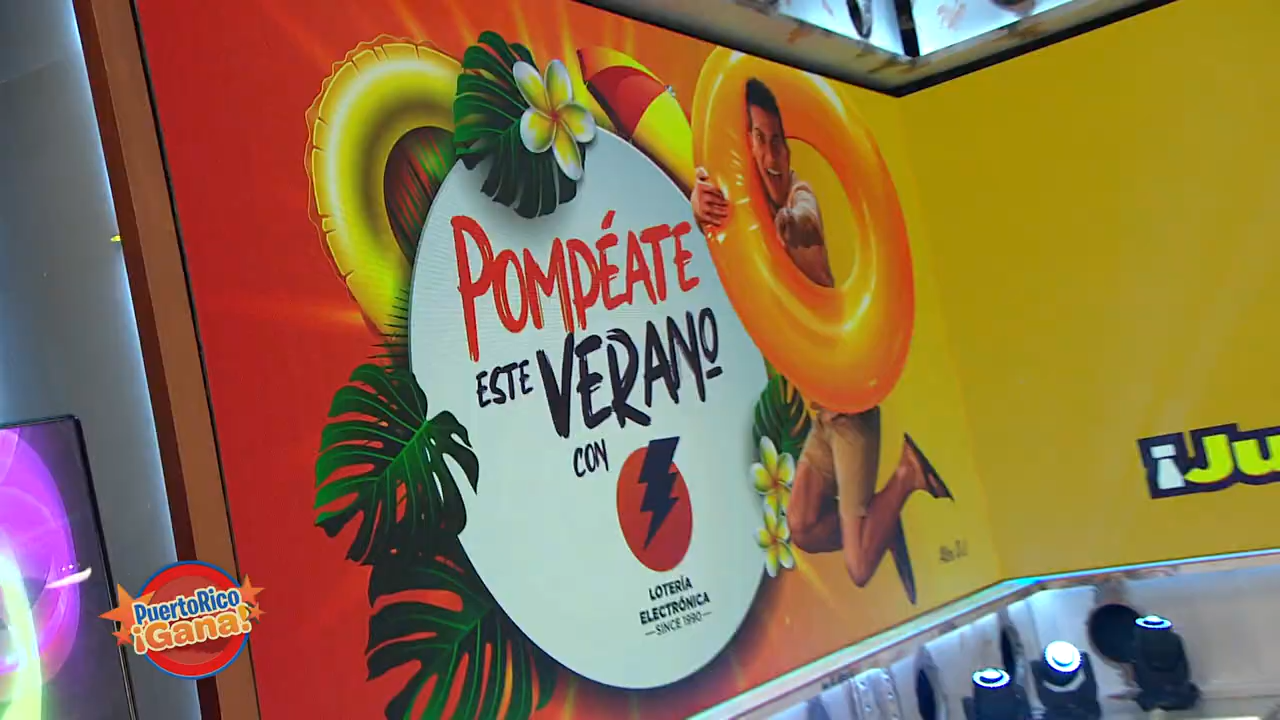 POMPÉATE
ESTE VERANO
CON
LOTERÍA
ELECTRÓNICA
SINCE 1990
¡Ju
PuertoRico
¡Gana!